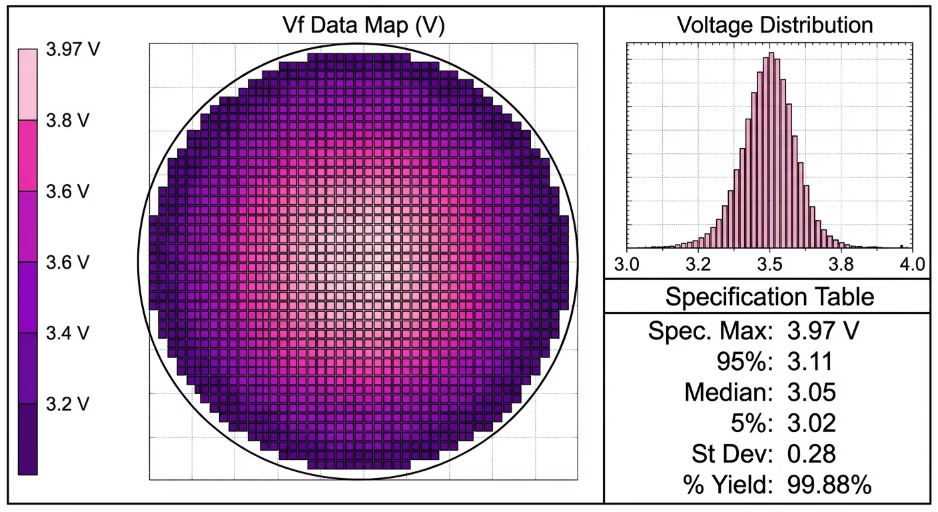 Vf Data Map (V)
3.97 V
3.8 V
3.6 V
3.6 V
3.4 V
3.2 V
Voltage Distribution
3.0 3.2 3.5 3.8 4.0
Specification Table
Spec. Max: 3.97 V
95%: 3.11
Median: 3.05
5%: 3.02
St Dev: 0.28
% Yield: 99.88%